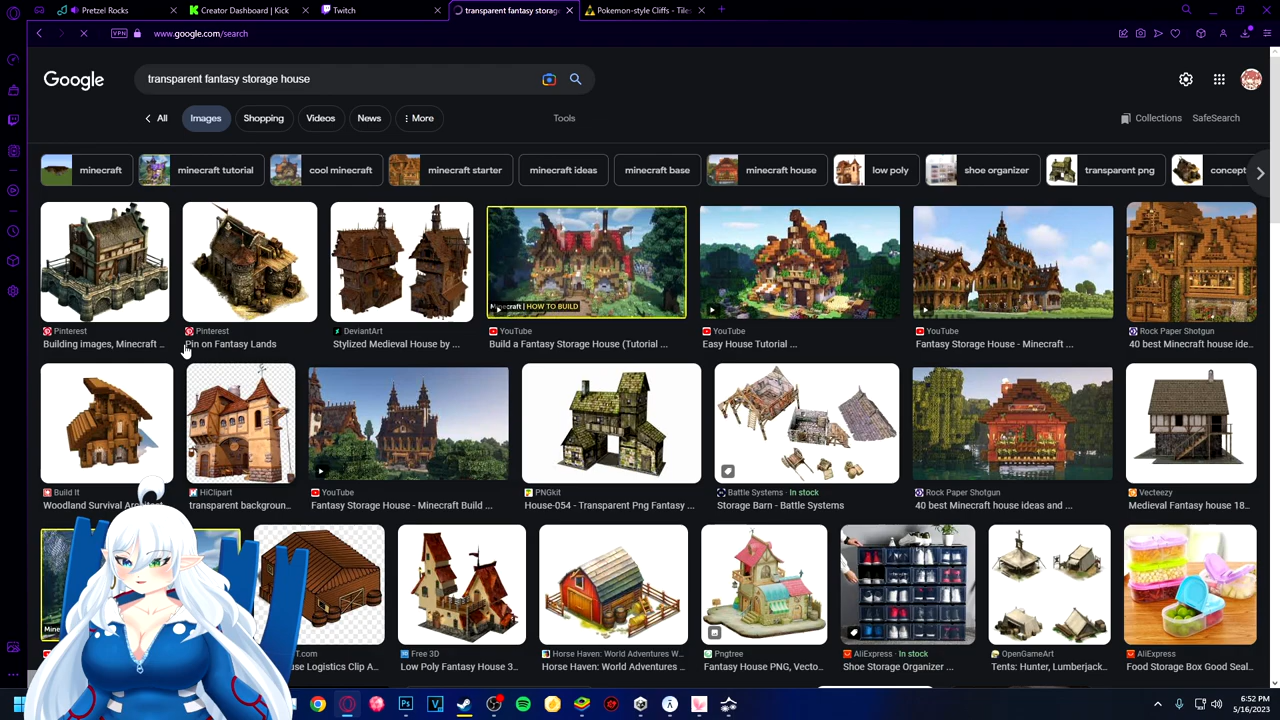 Pretzel Rocks
Creator Dashboard | Kick
Twitch
transparent fantasy storag
Pokemon-style Cliffs - Tiles
VPN
www.google.com/search
Google
transparent fantasy storage house
All
Images
Shopping
Videos
News
More
Tools
Collections
SafeSearch
minecraft
minecraft tutorial
cool minecraft
minecraft starter
minecraft ideas
minecraft base
minecraft house
low poly
shoe organizer
transparent png
concept
Minecraft | HOW TO BUILD
Pinterest
Building images, Minecraft ...
Pinterest
Pin on Fantasy Lands
DeviantArt
Stylized Medieval House by ...
YouTube
Build a Fantasy Storage House (Tutorial ...
YouTube
Easy House Tutorial ...
YouTube
Fantasy Storage House - Minecraft ...
Rock Paper Shotgun
40 best Minecraft house ide...
Build It
Woodland Survival
HiClipart
transparent backgroun...
YouTube
Fantasy Storage House - Minecraft Build ...
PNGkit
House-054 - Transparent Png Fantasy ...
Battle Systems · In stock
Storage Barn - Battle Systems
Rock Paper Shotgun
40 best Minecraft house ideas and ...
Vecteezy
Medieval Fantasy house 18...
T.com
use Logistics Clip A...
Free 3D
Low Poly Fantasy House 3...
Horse Haven: World Adventures W...
Horse Haven: World Adventures ...
Pngtree
Fantasy House PNG, Vecto...
AliExpress · In stock
Shoe Storage Organizer ...
OpenGameArt
Tents: Hunter, Lumberjack...
AliExpress
Food Storage Box Good Seal...
6:52 PM
5/16/2023